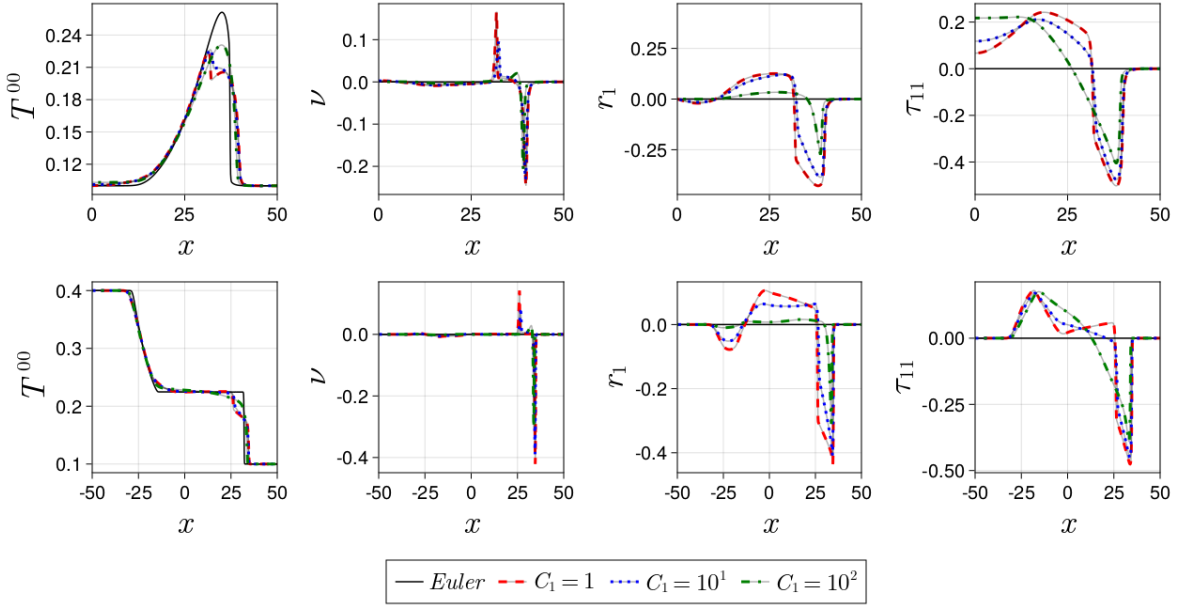 T^{00}
0.24
0.21
0.18
0.15
0.12
0 25 50
x
ν
0.1
0.0
-0.1
-0.2
0 25 50
x
r_1
0.25
0.00
-0.25
0 25 50
x
τ_{11}
0.2
0.0
-0.2
-0.4
0 25 50
x
T^{00}
0.4
0.3
0.2
0.1
-50 -25 0 25 50
x
ν
0.0
-0.2
-0.4
-50 -25 0 25 50
x
r_1
0.0
-0.2
-0.4
-50 -25 0 25 50
x
τ_{11}
0.00
-0.25
-0.50
-50 -25 0 25 50
x
Euler C_1 = 1 C_1 = 10^1 C_1 = 10^2